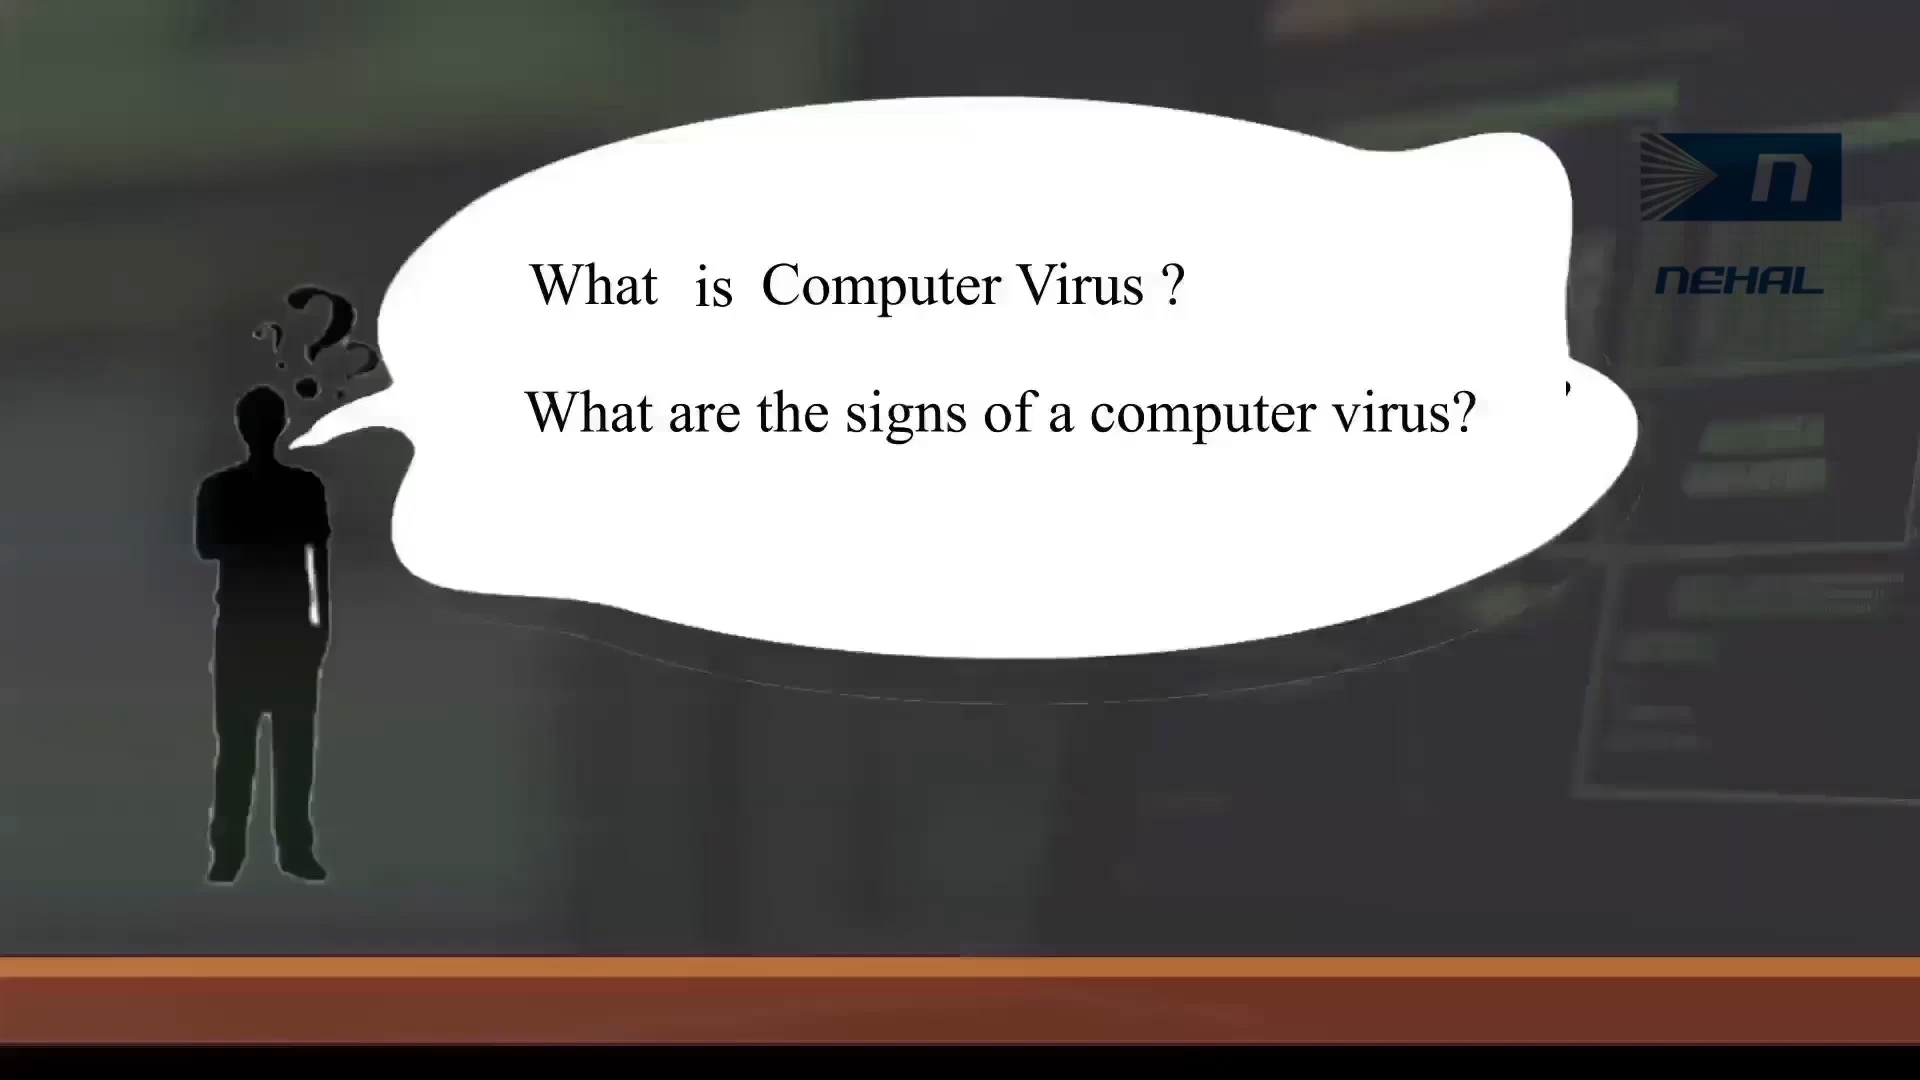 What is Computer Virus ?
What are the signs of a computer virus?
n
NEHAL